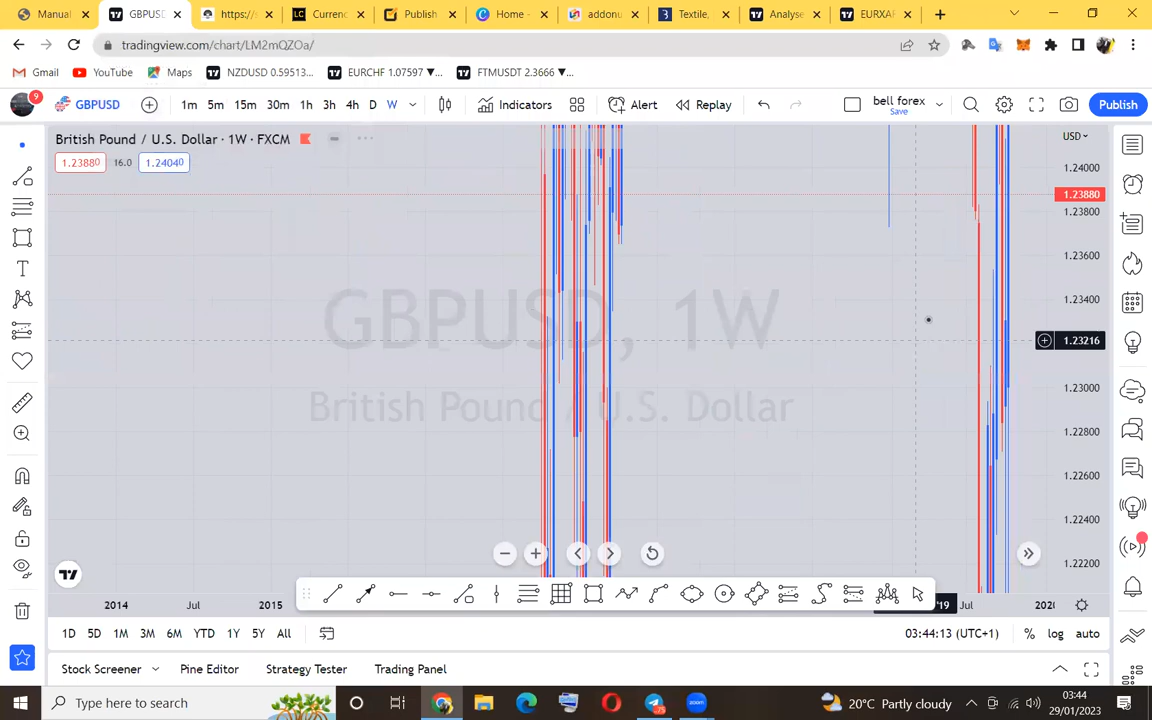 Manual
GBPUSD
https://
Currenc
Publish
Home -
addonu
Textile,
Analyse
EURXAF
tradingview.com/chart/LM2mQZOa/
Gmail
YouTube
Maps
NZDUSD 0.59513...
EURCHF 1.07597 ▼...
FTMUSDT 2.3666 ▼...
9
GBPUSD
1m
5m
15m
30m
1h
3h
4h
D
W
Indicators
Alert
Replay
bell forex
Save
Publish
British Pound / U.S. Dollar · 1W · FXCM
USD
1.23880
16.0
1.24040
1.24000
1.23880
1.23800
1.23600
1.23400
1.23216
1.23000
1.22800
1.22600
1.22400
1.22200
GBPUSD, 1W
British Pound / U.S. Dollar
2014
Jul
2015
'19
Jul
2020
1D
5D
1M
3M
6M
YTD
1Y
5Y
All
03:44:13 (UTC+1)
%
log
auto
Stock Screener
Pine Editor
Strategy Tester
Trading Panel
Type here to search
20°C Partly cloudy
03:44
29/01/2023